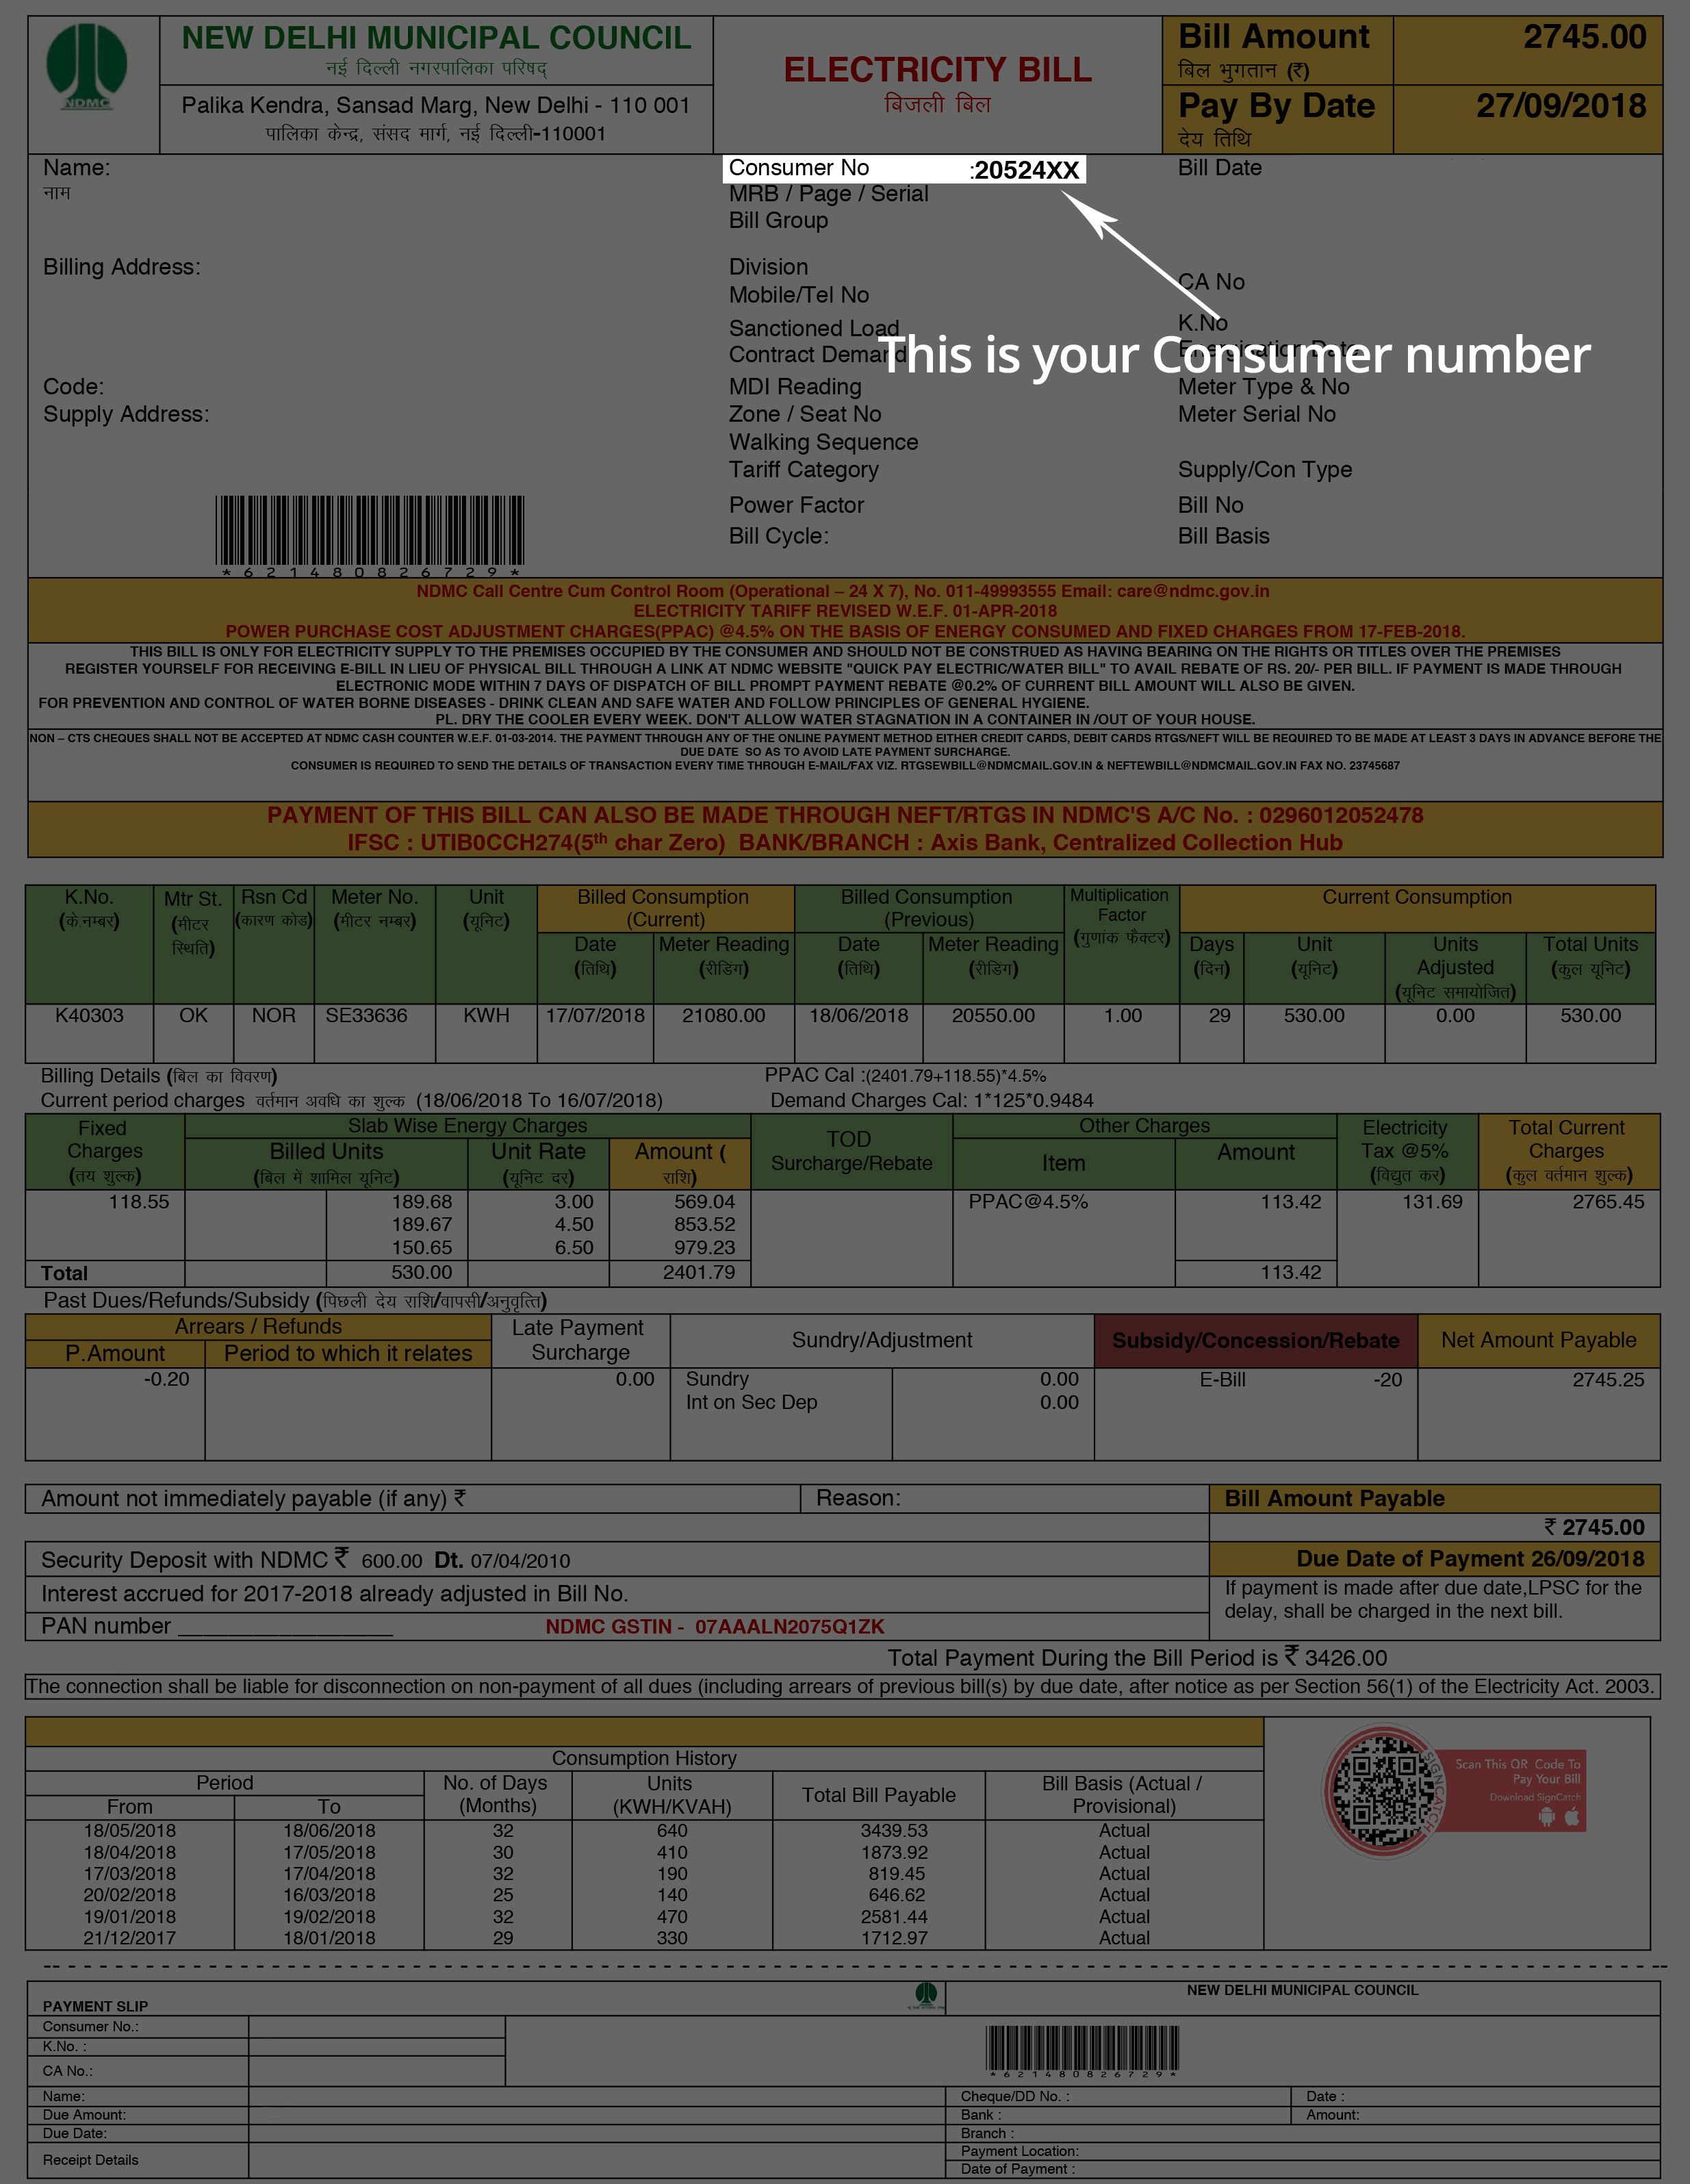 NDMC
NEW DELHI MUNICIPAL COUNCIL
नई दिल्ली नगरपालिका परिषद्
Palika Kendra, Sansad Marg, New Delhi - 110 001
पालिका केन्द्र, संसद मार्ग, नई दिल्ली-110001
ELECTRICITY BILL
बिजली बिल
Bill Amount 2745.00
बिल भुगतान (₹)
Pay By Date 27/09/2018
देय तिथि
Name:
नाम
Billing Address:
Code:
Supply Address:
*621480826729*
Consumer No :20524XX
MRB / Page / Serial
Bill Group
Division
Mobile/Tel No
Sanctioned Load
Contract Demand
MDI Reading
Zone / Seat No
Walking Sequence
Tariff Category
Power Factor
Bill Cycle:
Bill Date
CA No
K.No
Energisation Date
This is your Consumer number
Meter Type & No
Meter Serial No
Supply/Con Type
Bill No
Bill Basis
NDMC Call Centre Cum Control Room (Operational – 24 X 7), No. 011-49993555 Email: care@ndmc.gov.in
ELECTRICITY TARIFF REVISED W.E.F. 01-APR-2018
POWER PURCHASE COST ADJUSTMENT CHARGES(PPAC) @4.5% ON THE BASIS OF ENERGY CONSUMED AND FIXED CHARGES FROM 17-FEB-2018.
THIS BILL IS ONLY FOR ELECTRICITY SUPPLY TO THE PREMISES OCCUPIED BY THE CONSUMER AND SHOULD NOT BE CONSTRUED AS HAVING BEARING ON THE RIGHTS OR TITLES OVER THE PREMISES
REGISTER YOURSELF FOR RECEIVING E-BILL IN LIEU OF PHYSICAL BILL THROUGH A LINK AT NDMC WEBSITE "QUICK PAY ELECTRIC/WATER BILL" TO AVAIL REBATE OF RS. 20/- PER BILL. IF PAYMENT IS MADE THROUGH
ELECTRONIC MODE WITHIN 7 DAYS OF DISPATCH OF BILL PROMPT PAYMENT REBATE @0.2% OF CURRENT BILL AMOUNT WILL ALSO BE GIVEN.
FOR PREVENTION AND CONTROL OF WATER BORNE DISEASES - DRINK CLEAN AND SAFE WATER AND FOLLOW PRINCIPLES OF GENERAL HYGIENE.
PL. DRY THE COOLER EVERY WEEK. DON'T ALLOW WATER STAGNATION IN A CONTAINER IN /OUT OF YOUR HOUSE.
NON – CTS CHEQUES SHALL NOT BE ACCEPTED AT NDMC CASH COUNTER W.E.F. 01-03-2014. THE PAYMENT THROUGH ANY OF THE ONLINE PAYMENT METHOD EITHER CREDIT CARDS, DEBIT CARDS RTGS/NEFT WILL BE REQUIRED TO BE MADE AT LEAST 3 DAYS IN ADVANCE BEFORE THE
DUE DATE SO AS TO AVOID LATE PAYMENT SURCHARGE.
CONSUMER IS REQUIRED TO SEND THE DETAILS OF TRANSACTION EVERY TIME THROUGH E-MAIL/FAX VIZ. RTGSEWBILL@NDMCMAIL.GOV.IN & NEFTEWBILL@NDMCMAIL.GOV.IN FAX NO. 23745687
PAYMENT OF THIS BILL CAN ALSO BE MADE THROUGH NEFT/RTGS IN NDMC'S A/C No. : 0296012052478
IFSC : UTIB0CCH274(5th char Zero) BANK/BRANCH : Axis Bank, Centralized Collection Hub
K.No. Mtr St. Rsn Cd Meter No. Unit Billed Consumption (Current) Billed Consumption (Previous) Multiplication Factor Current Consumption
(के.नम्बर) (मीटर स्थिति) (कारण कोड) (मीटर नम्बर) (यूनिट) (गुणांक फैक्टर)
Date Meter Reading Date Meter Reading Days Unit Units Adjusted Total Units
(तिथि) (रीडिंग) (तिथि) (रीडिंग) (दिन) (यूनिट) (यूनिट समायोजित) (कुल यूनिट)
K40303 OK NOR SE33636 KWH 17/07/2018 21080.00 18/06/2018 20550.00 1.00 29 530.00 0.00 530.00
Billing Details (बिल का विवरण) PPAC Cal :(2401.79+118.55)*4.5%
Current period charges वर्तमान अवधि का शुल्क (18/06/2018 To 16/07/2018) Demand Charges Cal: 1*125*0.9484
Fixed Charges Slab Wise Energy Charges TOD Surcharge/Rebate Other Charges Electricity Tax @5% Total Current Charges
(तय शुल्क) (विद्युत कर) (कुल वर्तमान शुल्क)
Billed Units Unit Rate Amount ( Item Amount
(बिल में शामिल यूनिट) (यूनिट दर) राशि)
118.55 189.68 3.00 569.04 PPAC@4.5% 113.42 131.69 2765.45
189.67 4.50 853.52
150.65 6.50 979.23
Total 530.00 2401.79 113.42
Past Dues/Refunds/Subsidy (पिछली देय राशि/वापसी/अनुवृत्ति)
Arrears / Refunds Late Payment Surcharge Sundry/Adjustment Subsidy/Concession/Rebate Net Amount Payable
P.Amount Period to which it relates
-0.20 0.00 Sundry 0.00 E-Bill -20 2745.25
Int on Sec Dep 0.00
Amount not immediately payable (if any) ₹ Reason: Bill Amount Payable
₹ 2745.00
Security Deposit with NDMC ₹ 600.00 Dt. 07/04/2010 Due Date of Payment 26/09/2018
Interest accrued for 2017-2018 already adjusted in Bill No.
If payment is made after due date,LPSC for the
delay, shall be charged in the next bill.
PAN number _________________ NDMC GSTIN - 07AAALN2075Q1ZK
Total Payment During the Bill Period is ₹ 3426.00
The connection shall be liable for disconnection on non-payment of all dues (including arrears of previous bill(s) by due date, after notice as per Section 56(1) of the Electricity Act. 2003.
Consumption History
Period No. of Days (Months) Units (KWH/KVAH) Total Bill Payable Bill Basis (Actual / Provisional)
From To
18/05/2018 18/06/2018 32 640 3439.53 Actual
18/04/2018 17/05/2018 30 410 1873.92 Actual
17/03/2018 17/04/2018 32 190 819.45 Actual
20/02/2018 16/03/2018 25 140 646.62 Actual
19/01/2018 19/02/2018 32 470 2581.44 Actual
21/12/2017 18/01/2018 29 330 1712.97 Actual
SIGNCATCH
Scan This QR Code To
Pay Your Bill
Download SignCatch
PAYMENT SLIP NEW DELHI MUNICIPAL COUNCIL
Consumer No.:
K.No. :
CA No.:
*621480826729*
Name: Cheque/DD No. : Date :
Due Amount: Bank : Amount:
Due Date: Branch :
Receipt Details Payment Location:
Date of Payment :